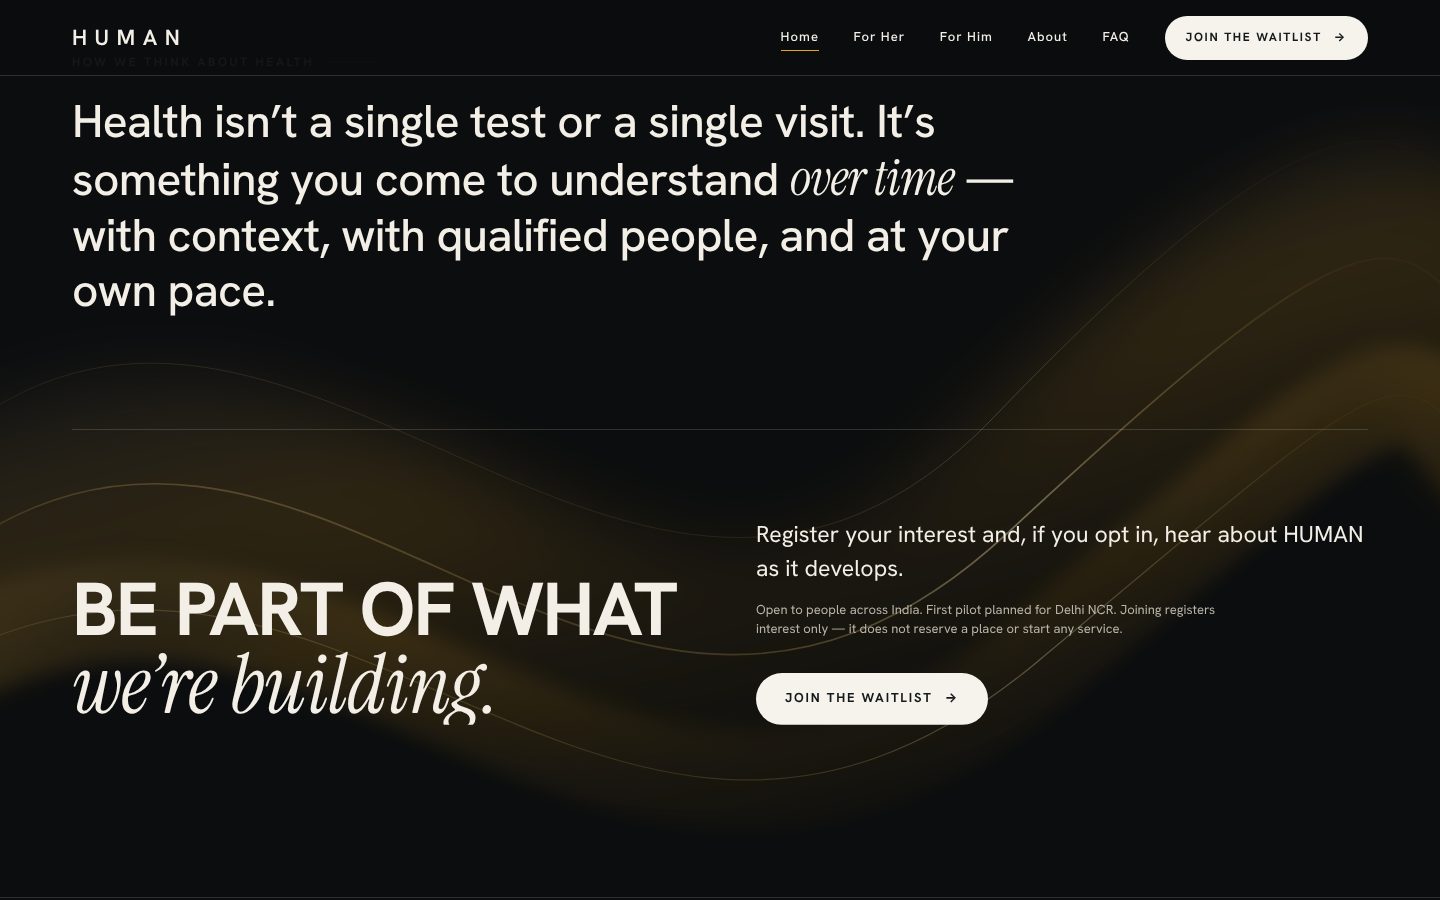 HUMAN
Home For Her For Him About FAQ JOIN THE WAITLIST →
HOW WE THINK ABOUT HEALTH
Health isn’t a single test or a single visit. It’s
something you come to understand over time —
with context, with qualified people, and at your
own pace.
BE PART OF WHAT
we’re building.
Register your interest and, if you opt in, hear about HUMAN
as it develops.
Open to people across India. First pilot planned for Delhi NCR. Joining registers
interest only — it does not reserve a place or start any service.
JOIN THE WAITLIST →